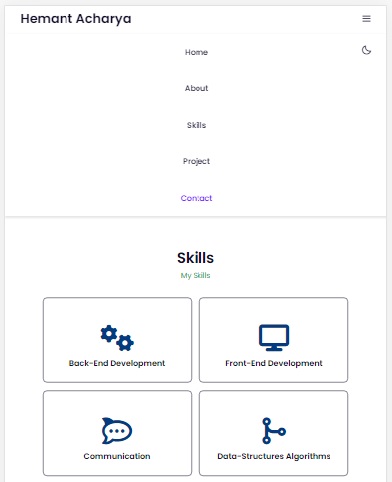 Hemant Acharya
Home
About
Skills
Project
Contact
Skills
My Skills
Back-End Development
Front-End Development
Communication
Data-Structures Algorithms